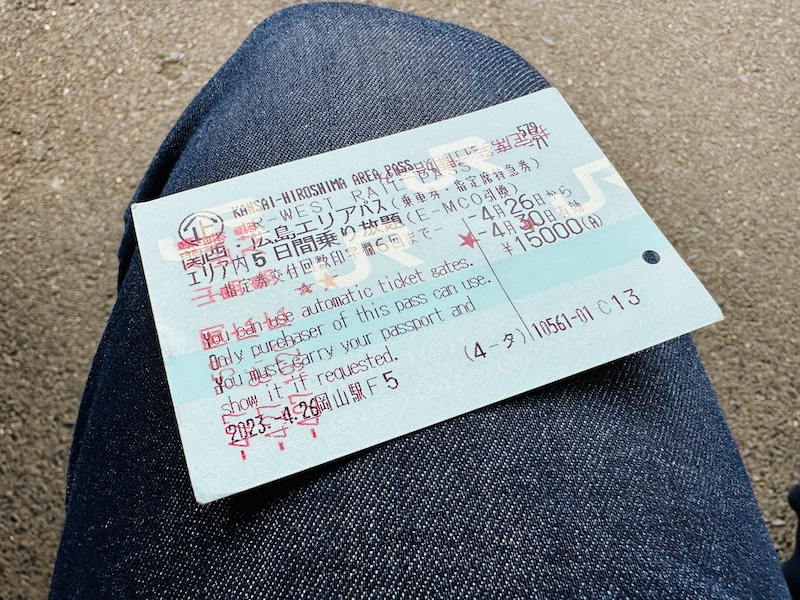 KANSAI-HIROSHIMA AREA PASS 579
JR-WEST RAIL PASS
関西・広島エリアパス(乗車券・指定席特急券)
エリア内5日間乗り放題(E-MCO引換) -4月26日から
-指定券交付回数印字欄6回まで- -4月30日有効
¥15000(A)
You can use automatic ticket gates.
Only purchaser of this pass can use.
You must carry your passport and
show it if requested.
2023.-4.26岡山駅F5 (4-タ) 10561-01 C13
JR